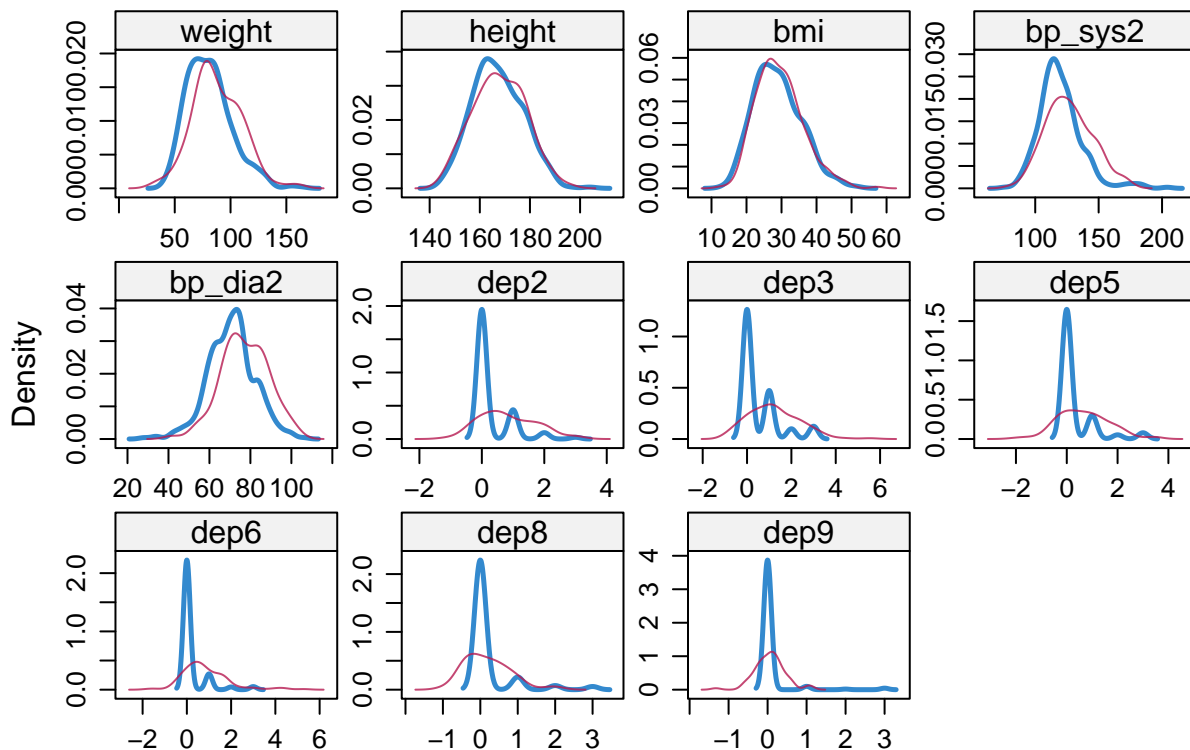 weight height bmi bp_sys2
0.000 0.010 0.020
0.00 0.02
0.00 0.03 0.06
0.000 0.015 0.030
50 100 150
140 160 180 200
10 20 30 40 50 60
100 150 200
bp_dia2 dep2 dep3 dep5
0.00 0.02 0.04
0.0 1.0 2.0
0.0 0.5 1.0
0.0 0.5 1.0 1.5
20 40 60 80 100
−2 0 2 4
−2 0 2 4 6
−2 0 2 4
Density
dep6 dep8 dep9
0.0 1.0 2.0
0.0 1.0 2.0
0 1 2 3 4
−2 0 2 4 6
−1 0 1 2 3
−1 0 1 2 3